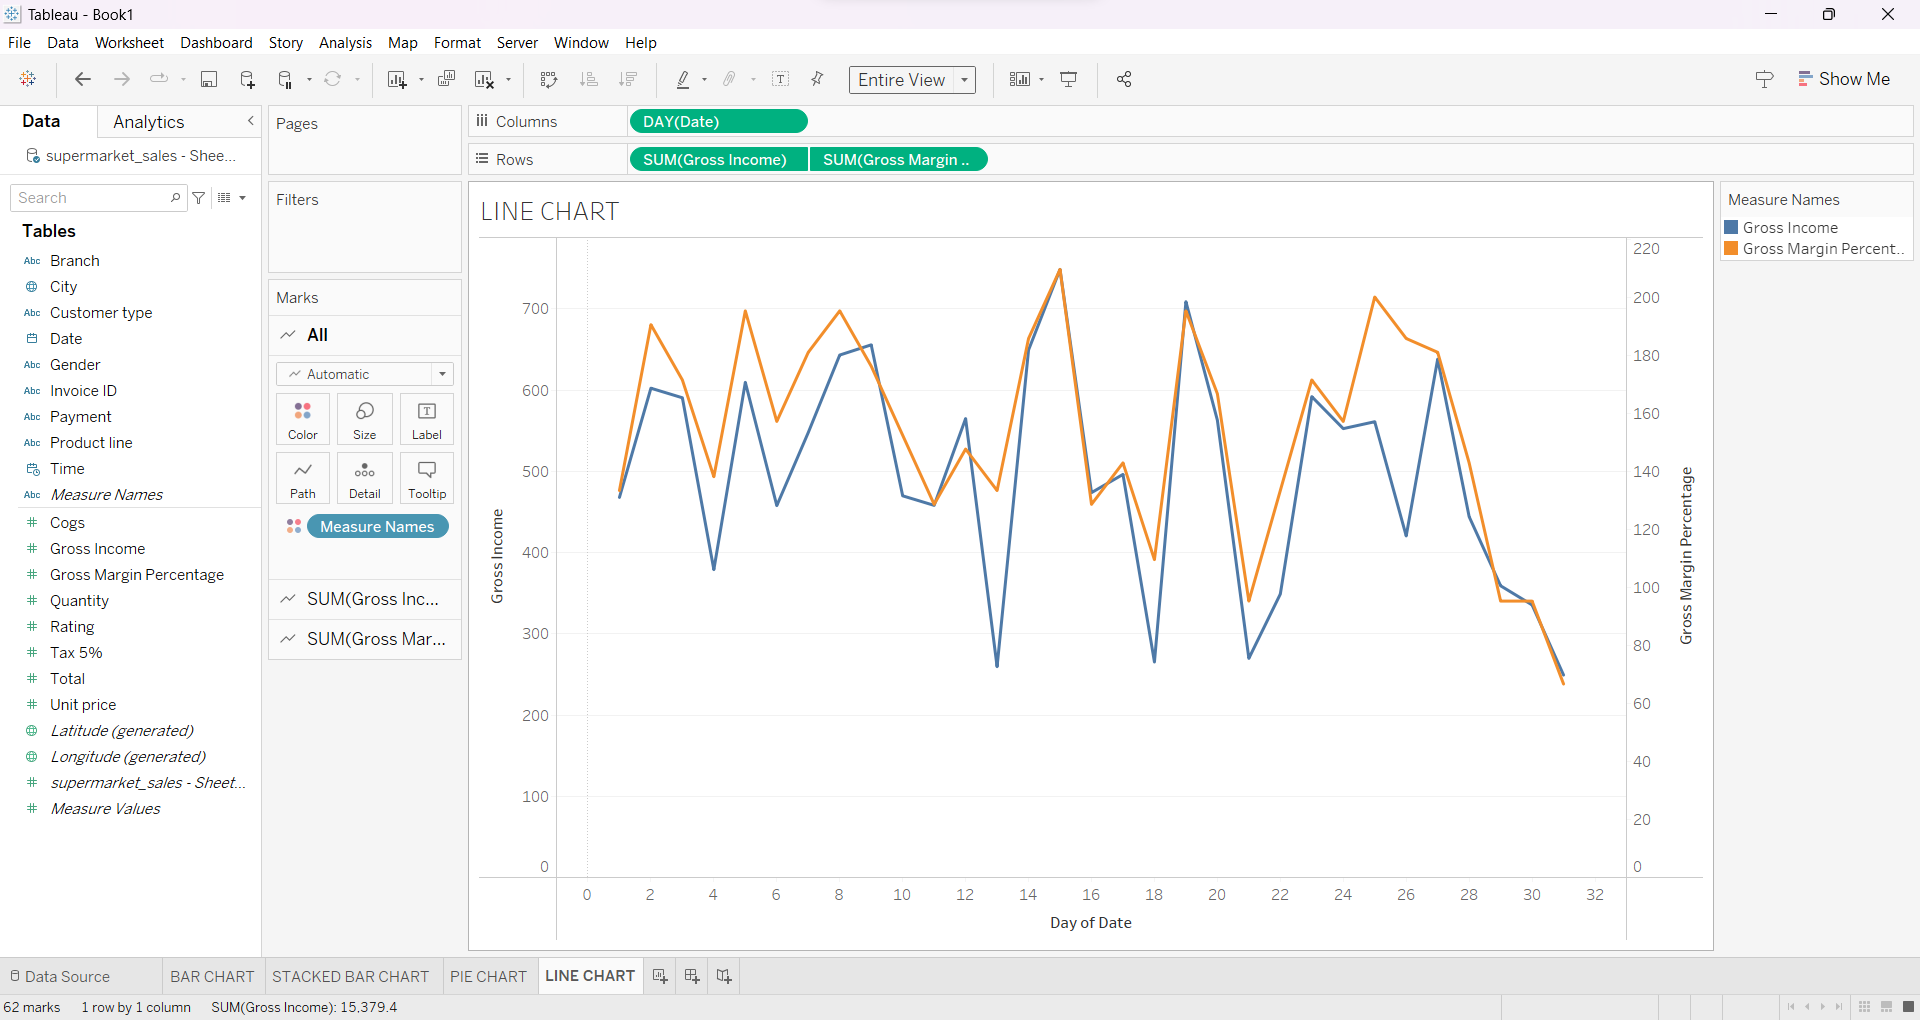 Tableau - Book1
File Data Worksheet Dashboard Story Analysis Map Format Server Window Help
Entire View
Show Me
Data
Analytics
supermarket_sales - Shee...
Search
Tables
Abc Branch
City
Abc Customer type
Date
Abc Gender
Abc Invoice ID
Abc Payment
Abc Product line
Time
Abc Measure Names
Cogs
Gross Income
Gross Margin Percentage
Quantity
Rating
Tax 5%
Total
Unit price
Latitude (generated)
Longitude (generated)
supermarket_sales - Sheet...
Measure Values
Pages
Filters
Marks
All
Automatic
Color Size Label
Path Detail Tooltip
Measure Names
SUM(Gross Inc...
SUM(Gross Mar...
Columns DAY(Date)
Rows SUM(Gross Income) SUM(Gross Margin ..
LINE CHART
Gross Income
700
600
500
400
300
200
100
0
220
200
180
160
140
120
100
80
60
40
20
0
Gross Margin Percentage
0 2 4 6 8 10 12 14 16 18 20 22 24 26 28 30 32
Day of Date
Measure Names
Gross Income
Gross Margin Percent..
Data Source BAR CHART STACKED BAR CHART PIE CHART LINE CHART
62 marks 1 row by 1 column SUM(Gross Income): 15,379.4